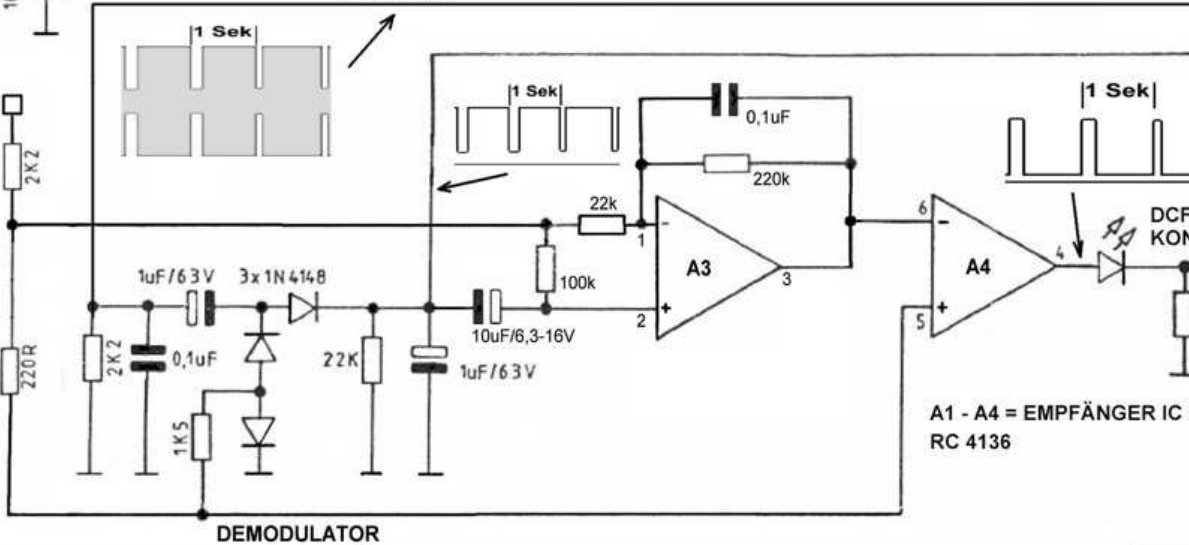 1 Sek
1 Sek
1 Sek
0,1uF
2K2
220k
22k
DCF
KON
1
6
4
A3
A4
3
1uF/63V
3x1N4148
100k
2
5
10uF/6,3-16V
220R
2K2
0,1uF
22K
1uF/63V
1K5
A1 - A4 = EMPFÄNGER IC
RC 4136
DEMODULATOR